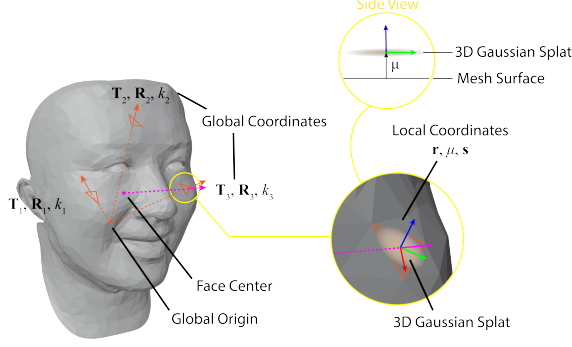 Side View
3D Gaussian Splat
μ
Mesh Surface
T₂, R₂, k₂
Global Coordinates
Local Coordinates
r, μ, s
T₁, R₁, k₁
T₃, R₃, k₃
Face Center
Global Origin
3D Gaussian Splat